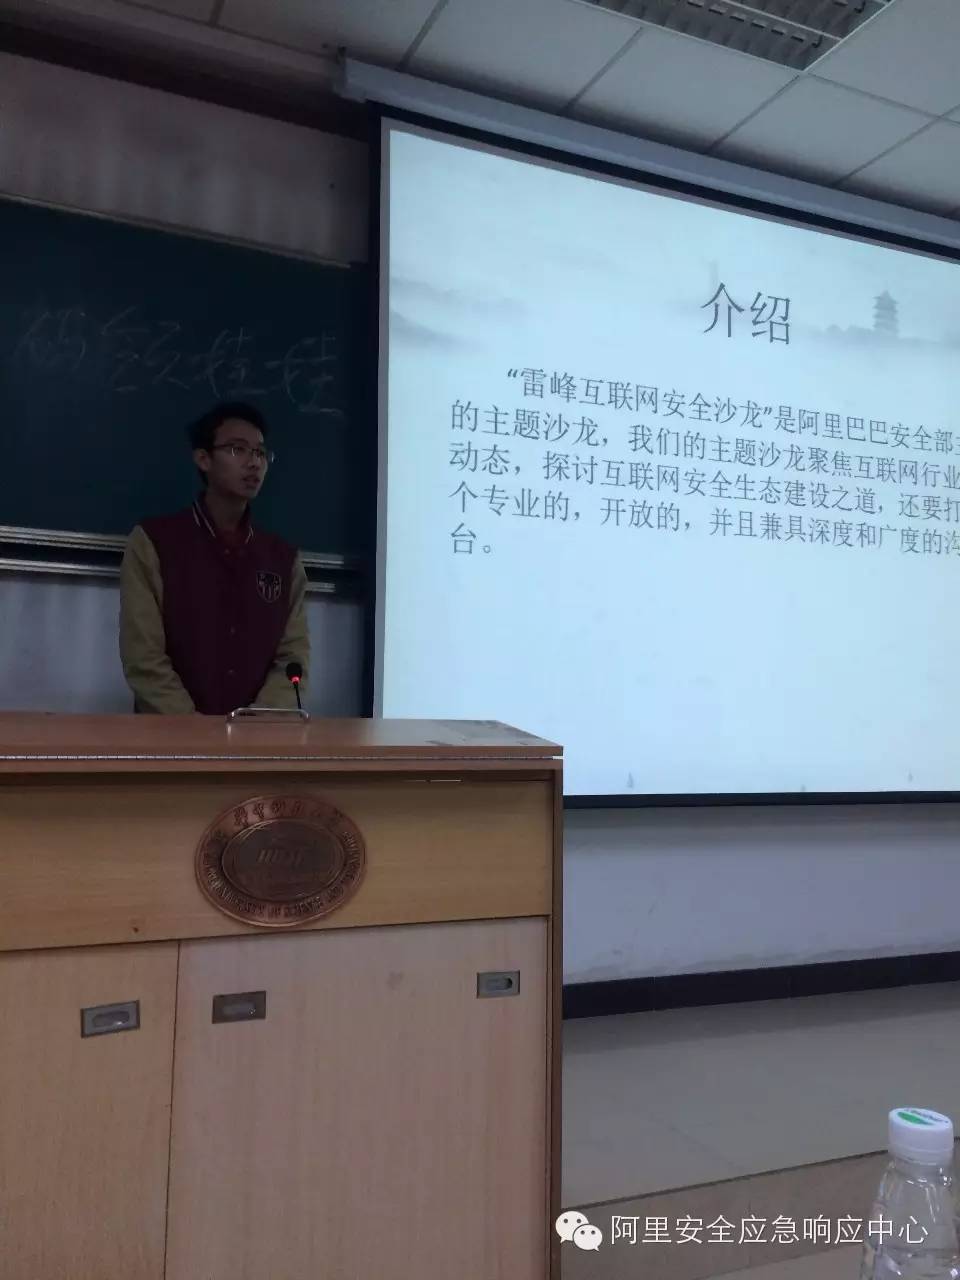 介绍
“雷峰互联网安全沙龙”是阿里巴巴安全部主
的主题沙龙，我们的主题沙龙聚焦互联网行业
动态，探讨互联网安全生态建设之道，还要打
个专业的，开放的，并且兼具深度和广度的沟
台。
阿里安全应急响应中心